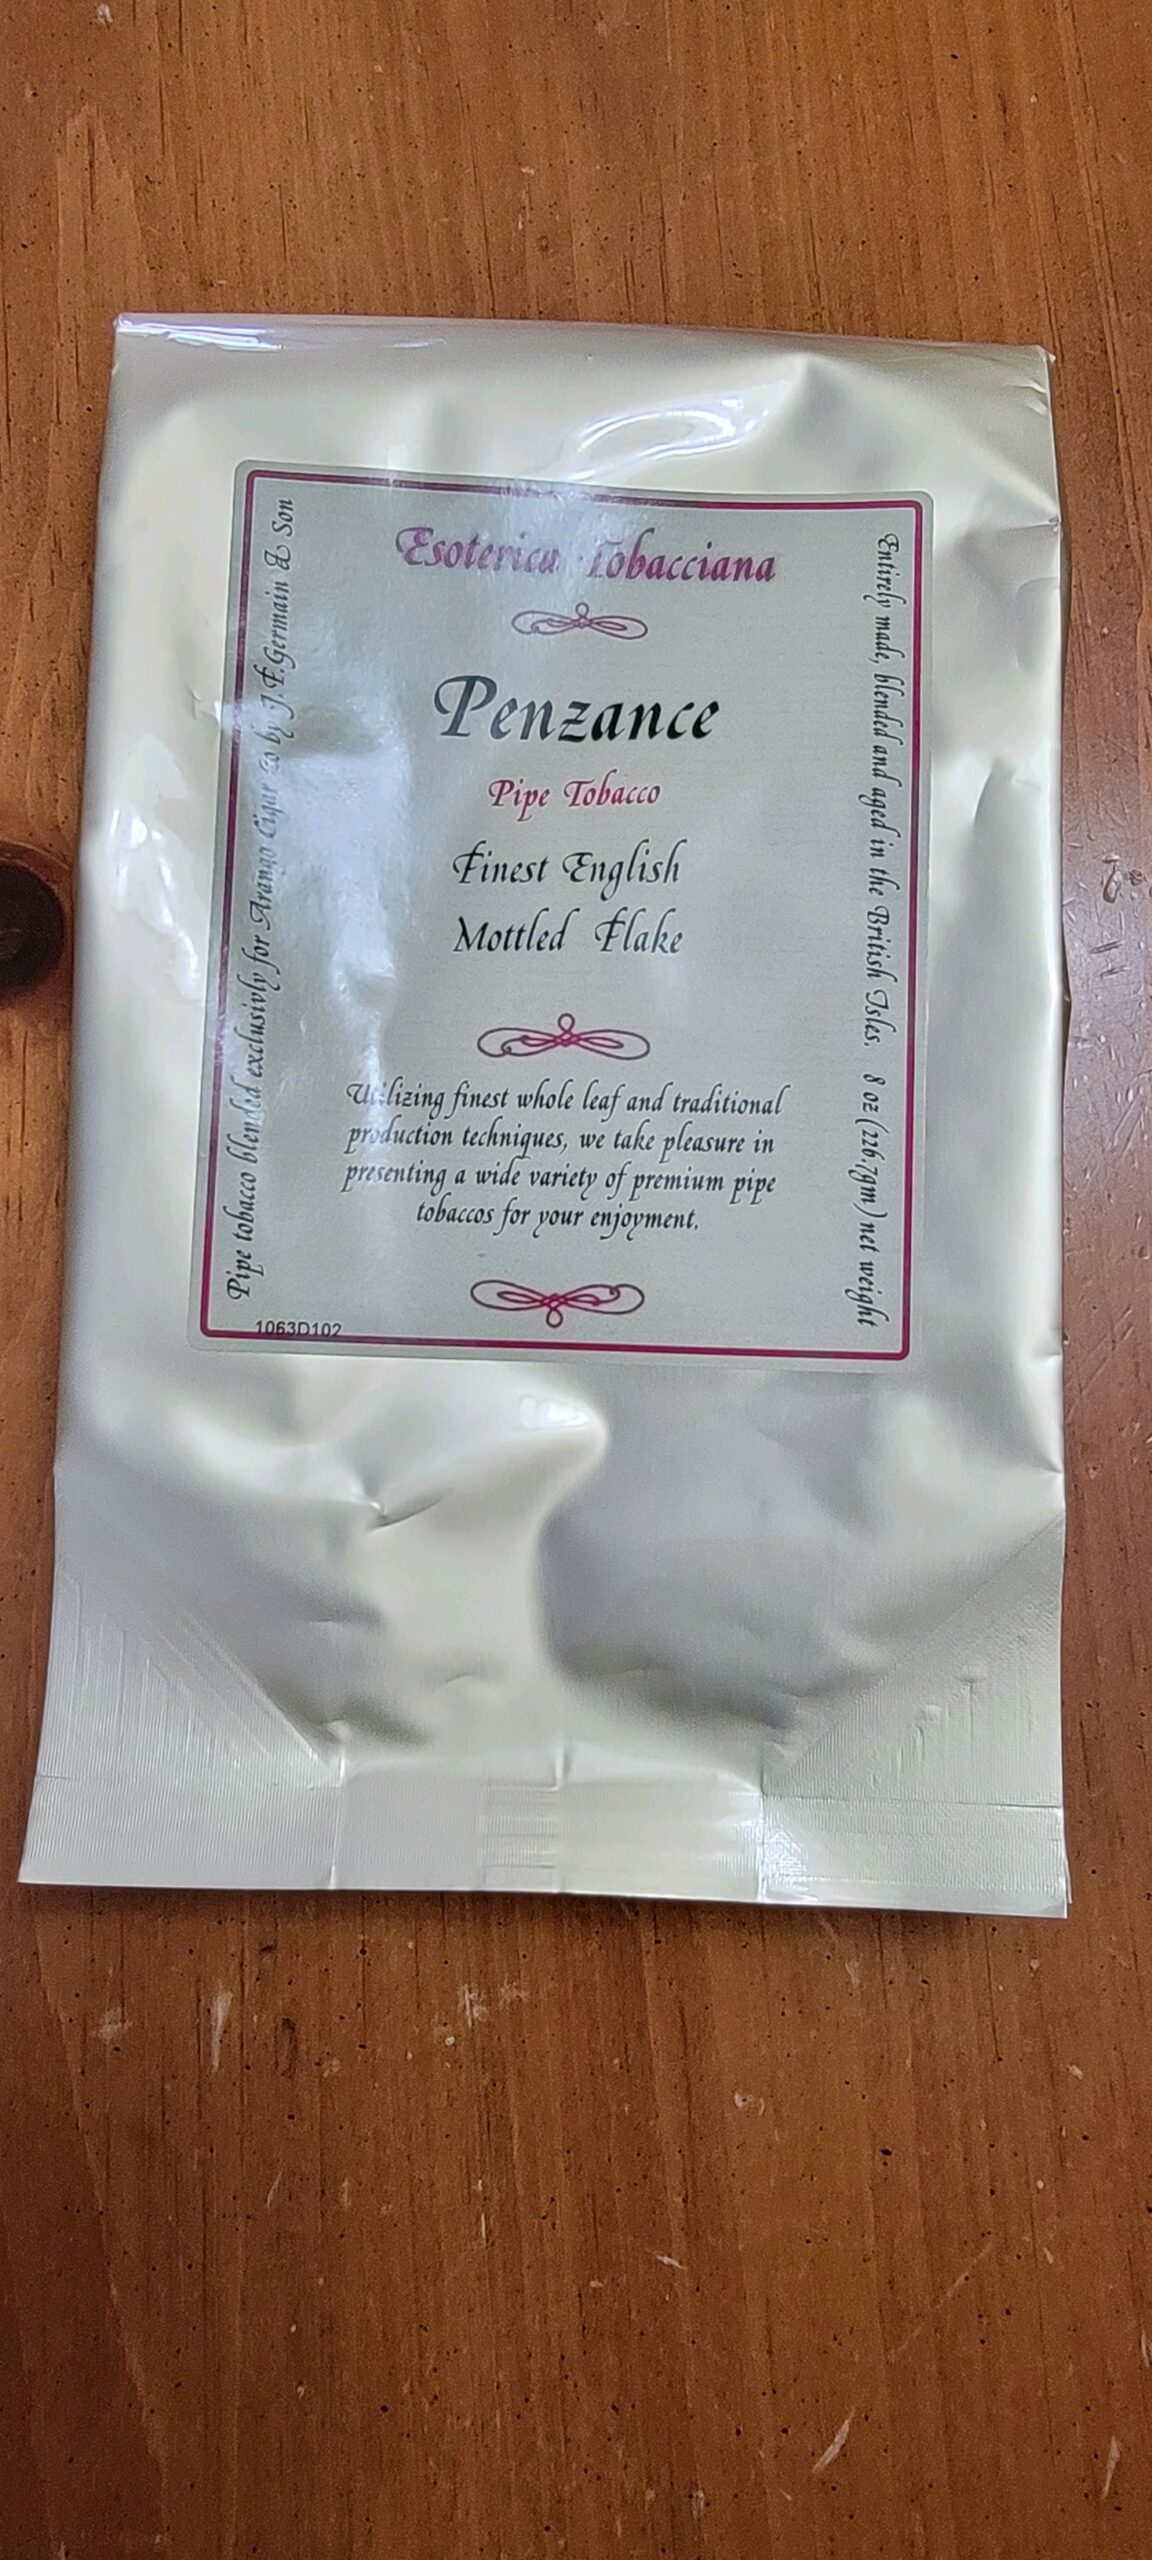 Esoterica Tobacciana
Penzance
Pipe Tobacco
Finest English
Mottled Flake
Utilizing finest whole leaf and traditional
production techniques, we take pleasure in
presenting a wide variety of premium pipe
tobaccos for your enjoyment.
Pipe tobacco blended exclusivly for Arango Cigar Co by J.F.Germain & Son
Entirely made, blended and aged in the British Isles. 8 oz (226.7gm) net weight
1063D102